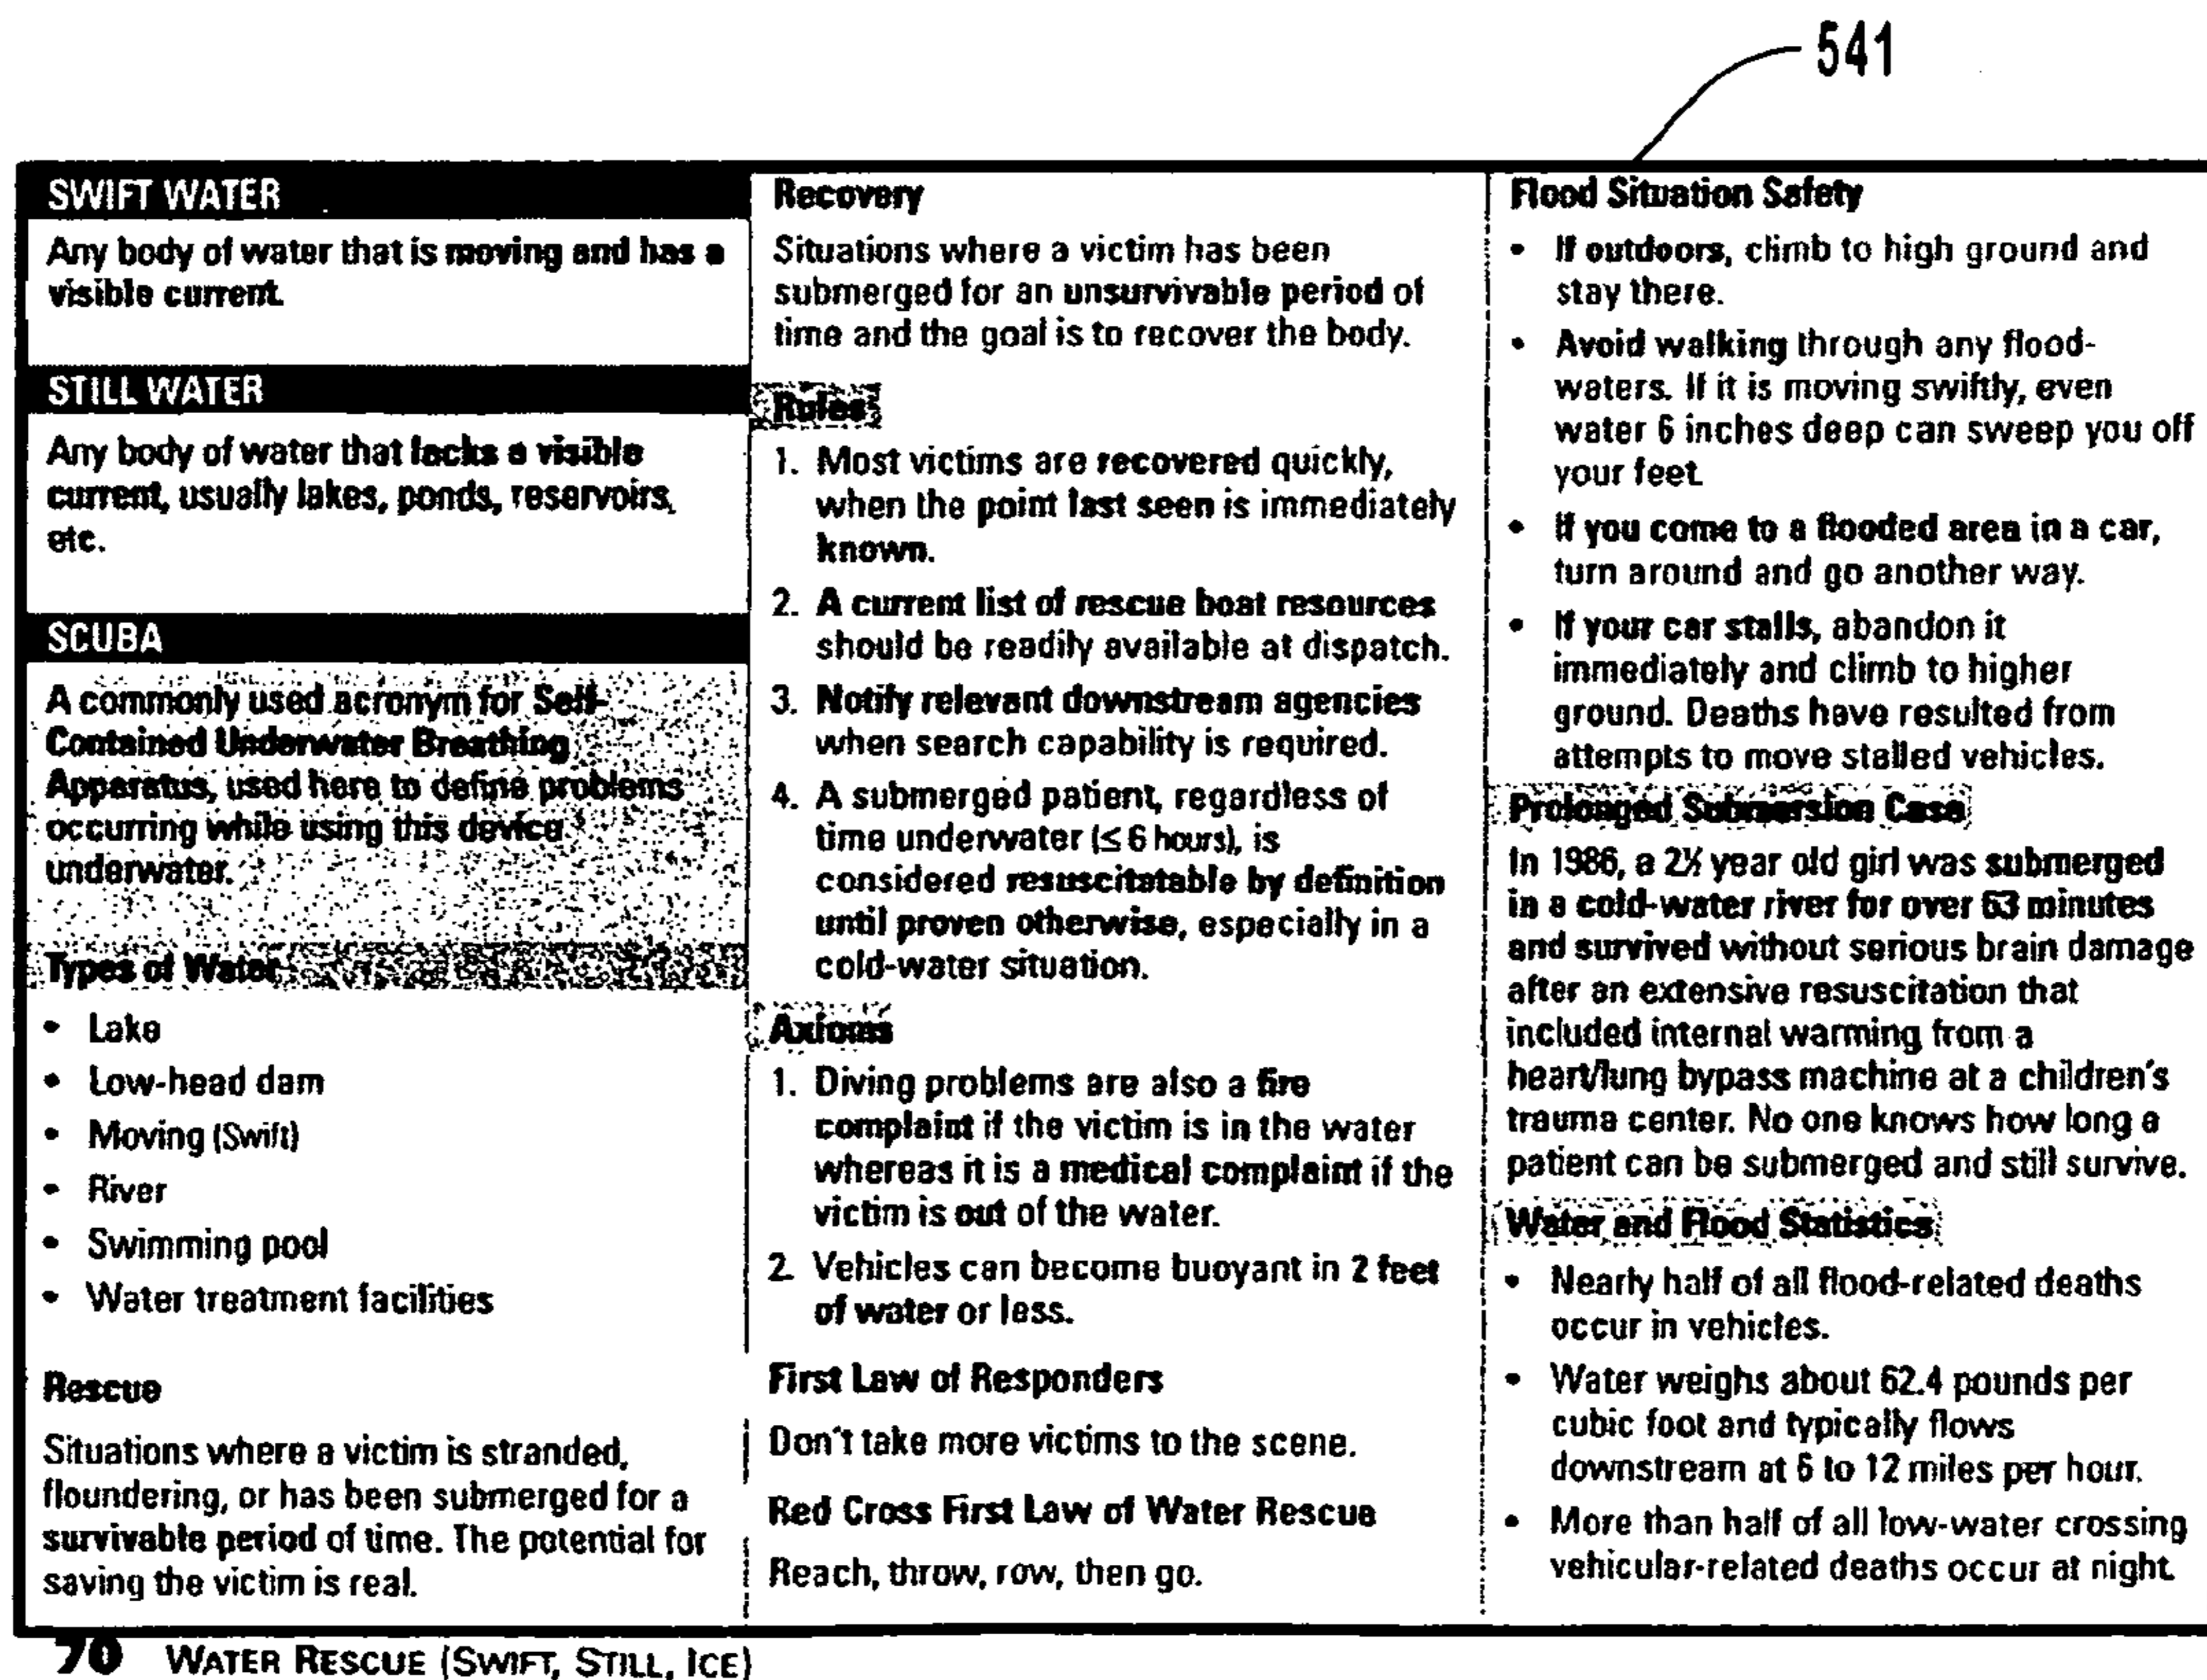 541
SWIFT WATER
Any body of water that is moving and has a
visible current.
STILL WATER
Any body of water that lacks a visible
current, usually lakes, ponds, reservoirs,
etc.
SCUBA
A commonly used acronym for Self-
Contained Underwater Breathing
Apparatus, used here to define problems
occurring while using this device
underwater.
Types of Water
• Lake
• Low-head dam
• Moving (Swift)
• River
• Swimming pool
• Water treatment facilities
Rescue
Situations where a victim is stranded,
floundering, or has been submerged for a
survivable period of time. The potential for
saving the victim is real.
Recovery
Situations where a victim has been
submerged for an unsurvivable period of
time and the goal is to recover the body.
Rules
1. Most victims are recovered quickly,
when the point last seen is immediately
known.
2. A current list of rescue boat resources
should be readily available at dispatch.
3. Notify relevant downstream agencies
when search capability is required.
4. A submerged patient, regardless of
time underwater (≤ 6 hours), is
considered resuscitatable by definition
until proven otherwise, especially in a
cold-water situation.
Axioms
1. Diving problems are also a fire
complaint if the victim is in the water
whereas it is a medical complaint if the
victim is out of the water.
2. Vehicles can become buoyant in 2 feet
of water or less.
First Law of Responders
Don't take more victims to the scene.
Red Cross First Law of Water Rescue
Reach, throw, row, then go.
Flood Situation Safety
• If outdoors, climb to high ground and
stay there.
• Avoid walking through any flood-
waters. If it is moving swiftly, even
water 6 inches deep can sweep you off
your feet.
• If you come to a flooded area in a car,
turn around and go another way.
• If your car stalls, abandon it
immediately and climb to higher
ground. Deaths have resulted from
attempts to move stalled vehicles.
Prolonged Submersion Case
In 1986, a 2½ year old girl was submerged
in a cold-water river for over 63 minutes
and survived without serious brain damage
after an extensive resuscitation that
included internal warming from a
heart/lung bypass machine at a children's
trauma center. No one knows how long a
patient can be submerged and still survive.
Water and Flood Statistics
• Nearly half of all flood-related deaths
occur in vehicles.
• Water weighs about 62.4 pounds per
cubic foot and typically flows
downstream at 6 to 12 miles per hour.
• More than half of all low-water crossing
vehicular-related deaths occur at night.
70 WATER RESCUE (SWIFT, STILL, ICE)